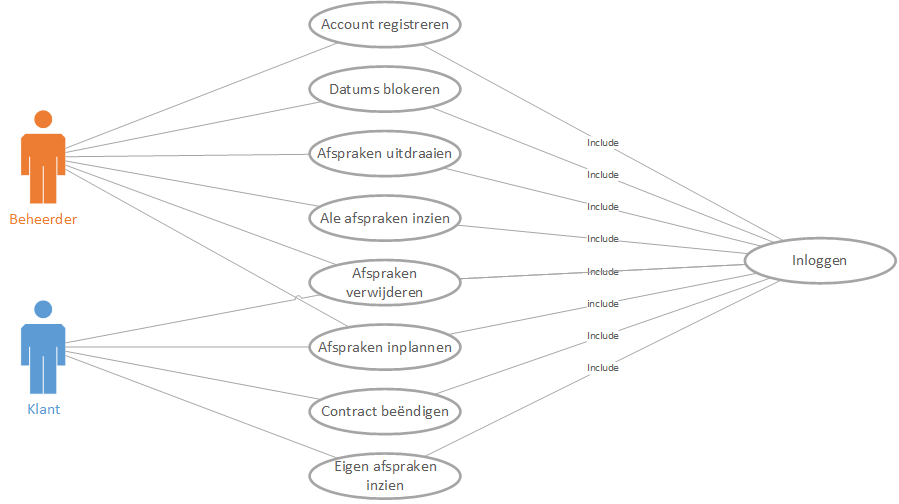 Account registreren
Datums blokeren
Afspraken uitdraaien
Ale afspraken inzien
Afspraken
verwijderen
Afspraken inplannen
Contract beëndigen
Eigen afspraken
inzien
Beheerder
Klant
Include
Include
Include
Include
Include
include
Include
Include
Inloggen